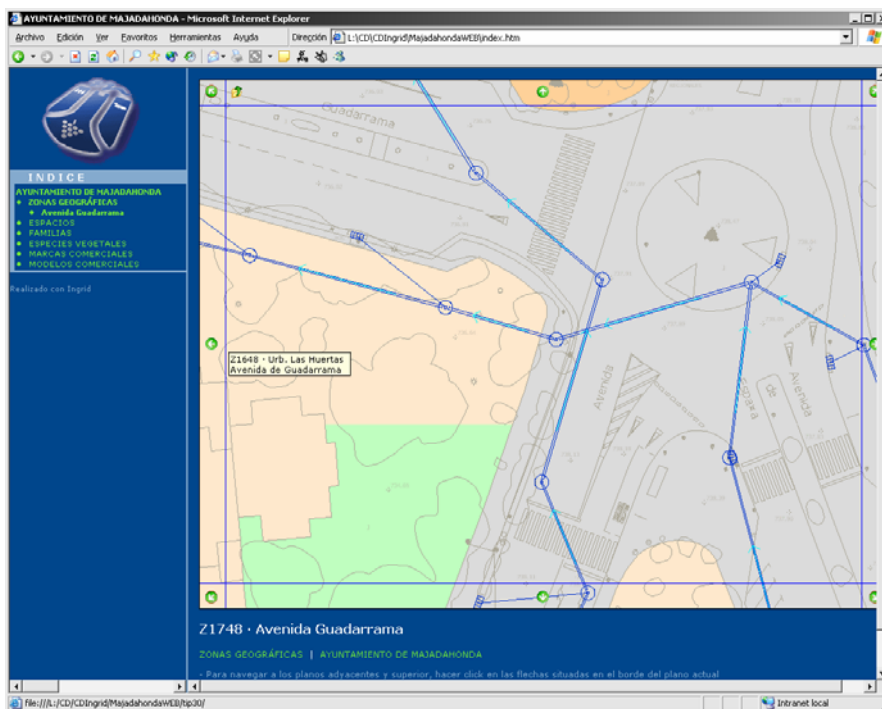 AYUNTAMIENTO DE MAJADAHONDA - Microsoft Internet Explorer
Archivo Edición Ver Favoritos Herramientas Ayuda Dirección L:\CD\CDIngrid\MajadahondaWEB\index.htm
INDICE
AYUNTAMIENTO DE MAJADAHONDA
ZONAS GEOGRÁFICAS
Avenida Guadarrama
ESPACIOS
FAMILIAS
ESPECIES VEGETALES
MARCAS COMERCIALES
MODELOS COMERCIALES
Realizado con Ingrid
Guadarrama
Z1648 · Urb. Las Huertas
Avenida de Guadarrama
Avenida
España
de
Avenida
Z1748 · Avenida Guadarrama
ZONAS GEOGRÁFICAS | AYUNTAMIENTO DE MAJADAHONDA
- Para navegar a los planos adyacentes y superior, hacer click en las flechas situadas en el borde del plano actual
file:///L:/CD/CDIngrid/MajadahondaWEB/tip30/
Intranet local